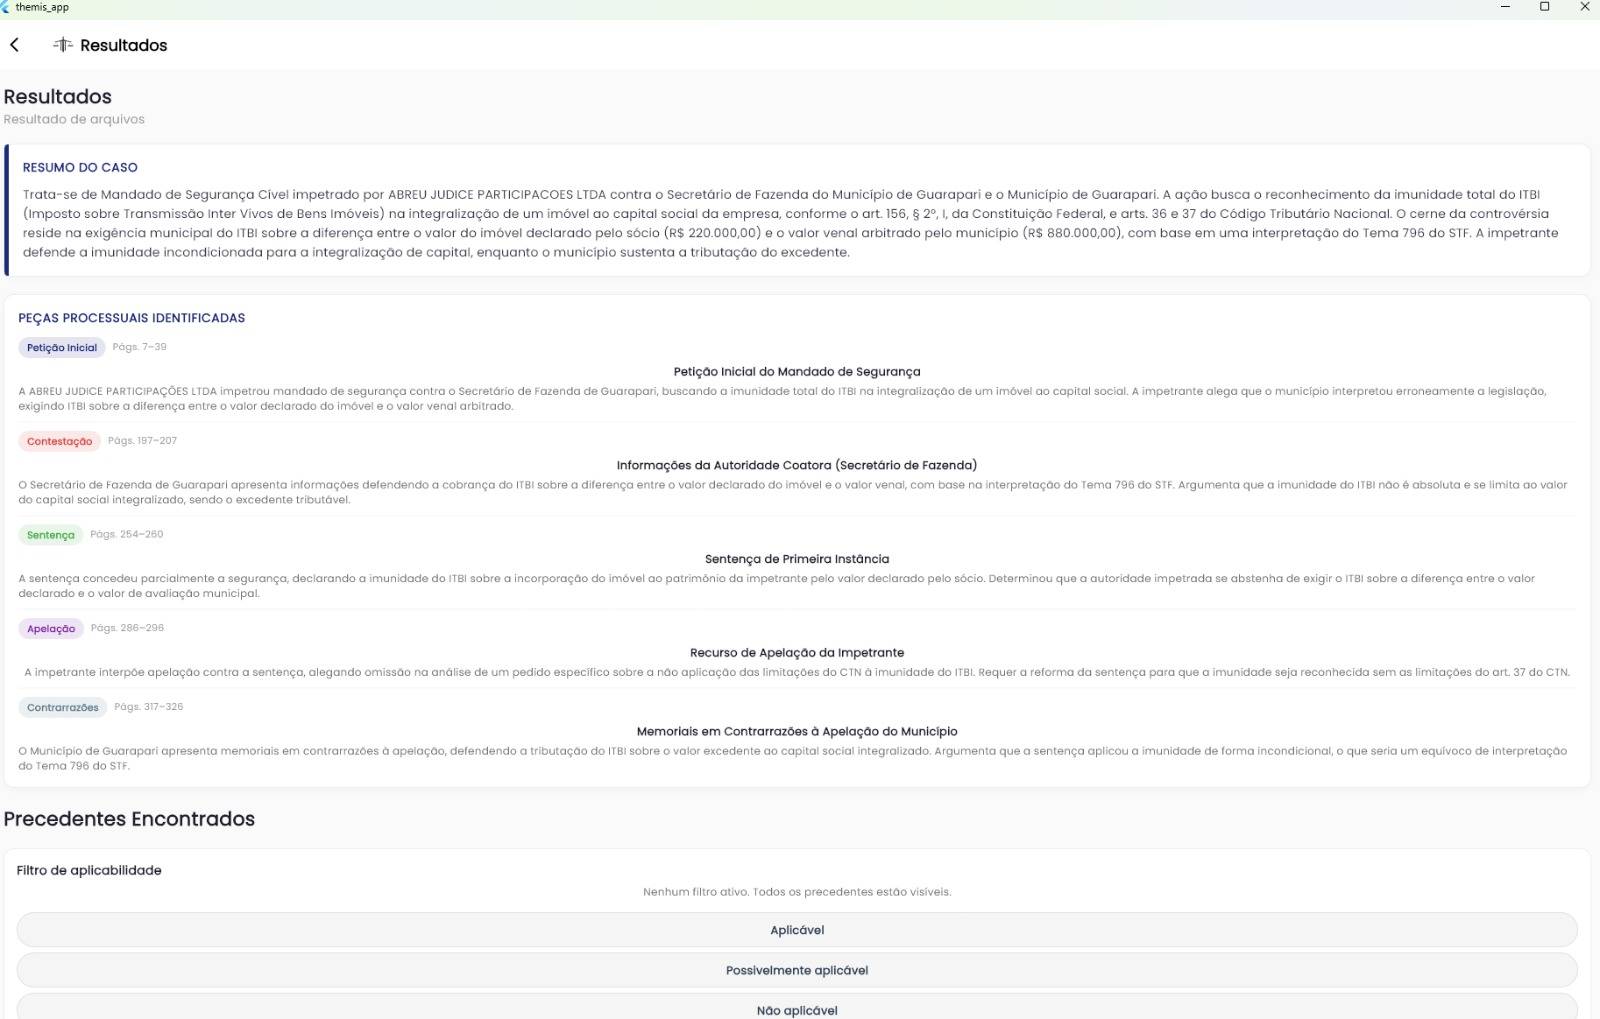 themis_app
Resultados
Resultados
Resultado de arquivos
RESUMO DO CASO
Trata-se de Mandado de Segurança Cível impetrado por ABREU JUDICE PARTICIPACOES LTDA contra o Secretário de Fazenda do Município de Guarapari e o Município de Guarapari. A ação busca o reconhecimento da imunidade total do ITBI
(Imposto sobre Transmissão Inter Vivos de Bens Imóveis) na integralização de um imóvel ao capital social da empresa, conforme o art. 156, § 2º, I, da Constituição Federal, e arts. 36 e 37 do Código Tributário Nacional. O cerne da controvérsia
reside na exigência municipal do ITBI sobre a diferença entre o valor do imóvel declarado pelo sócio (R$ 220.000,00) e o valor venal arbitrado pelo município (R$ 880.000,00), com base em uma interpretação do Tema 796 do STF. A impetrante
defende a imunidade incondicionada para a integralização de capital, enquanto o município sustenta a tributação do excedente.
PEÇAS PROCESSUAIS IDENTIFICADAS
Petição Inicial Págs. 7–39
Petição Inicial do Mandado de Segurança
A ABREU JUDICE PARTICIPAÇÕES LTDA impetrou mandado de segurança contra o Secretário de Fazenda de Guarapari, buscando a imunidade total do ITBI na integralização de um imóvel ao capital social. A impetrante alega que o município interpretou erroneamente a legislação,
exigindo ITBI sobre a diferença entre o valor declarado do imóvel e o valor venal arbitrado.
Contestação Págs. 197–207
Informações da Autoridade Coatora (Secretário de Fazenda)
O Secretário de Fazenda de Guarapari apresenta informações defendendo a cobrança do ITBI sobre a diferença entre o valor declarado do imóvel e o valor venal, com base na interpretação do Tema 796 do STF. Argumenta que a imunidade do ITBI não é absoluta e se limita ao valor
do capital social integralizado, sendo o excedente tributável.
Sentença Págs. 254–260
Sentença de Primeira Instância
A sentença concedeu parcialmente a segurança, declarando a imunidade do ITBI sobre a incorporação do imóvel ao patrimônio da impetrante pelo valor declarado pelo sócio. Determinou que a autoridade impetrada se abstenha de exigir o ITBI sobre a diferença entre o valor
declarado e o valor de avaliação municipal.
Apelação Págs. 286–296
Recurso de Apelação da Impetrante
A impetrante interpõe apelação contra a sentença, alegando omissão na análise de um pedido específico sobre a não aplicação das limitações do CTN à imunidade do ITBI. Requer a reforma da sentença para que a imunidade seja reconhecida sem as limitações do art. 37 do CTN.
Contrarrazões Págs. 317–326
Memoriais em Contrarrazões à Apelação do Município
O Município de Guarapari apresenta memoriais em contrarrazões à apelação, defendendo a tributação do ITBI sobre o valor excedente ao capital social integralizado. Argumenta que a sentença aplicou a imunidade de forma incondicional, o que seria um equívoco de interpretação
do Tema 796 do STF.
Precedentes Encontrados
Filtro de aplicabilidade
Nenhum filtro ativo. Todos os precedentes estão visíveis.
Aplicável
Possivelmente aplicável
Não aplicável